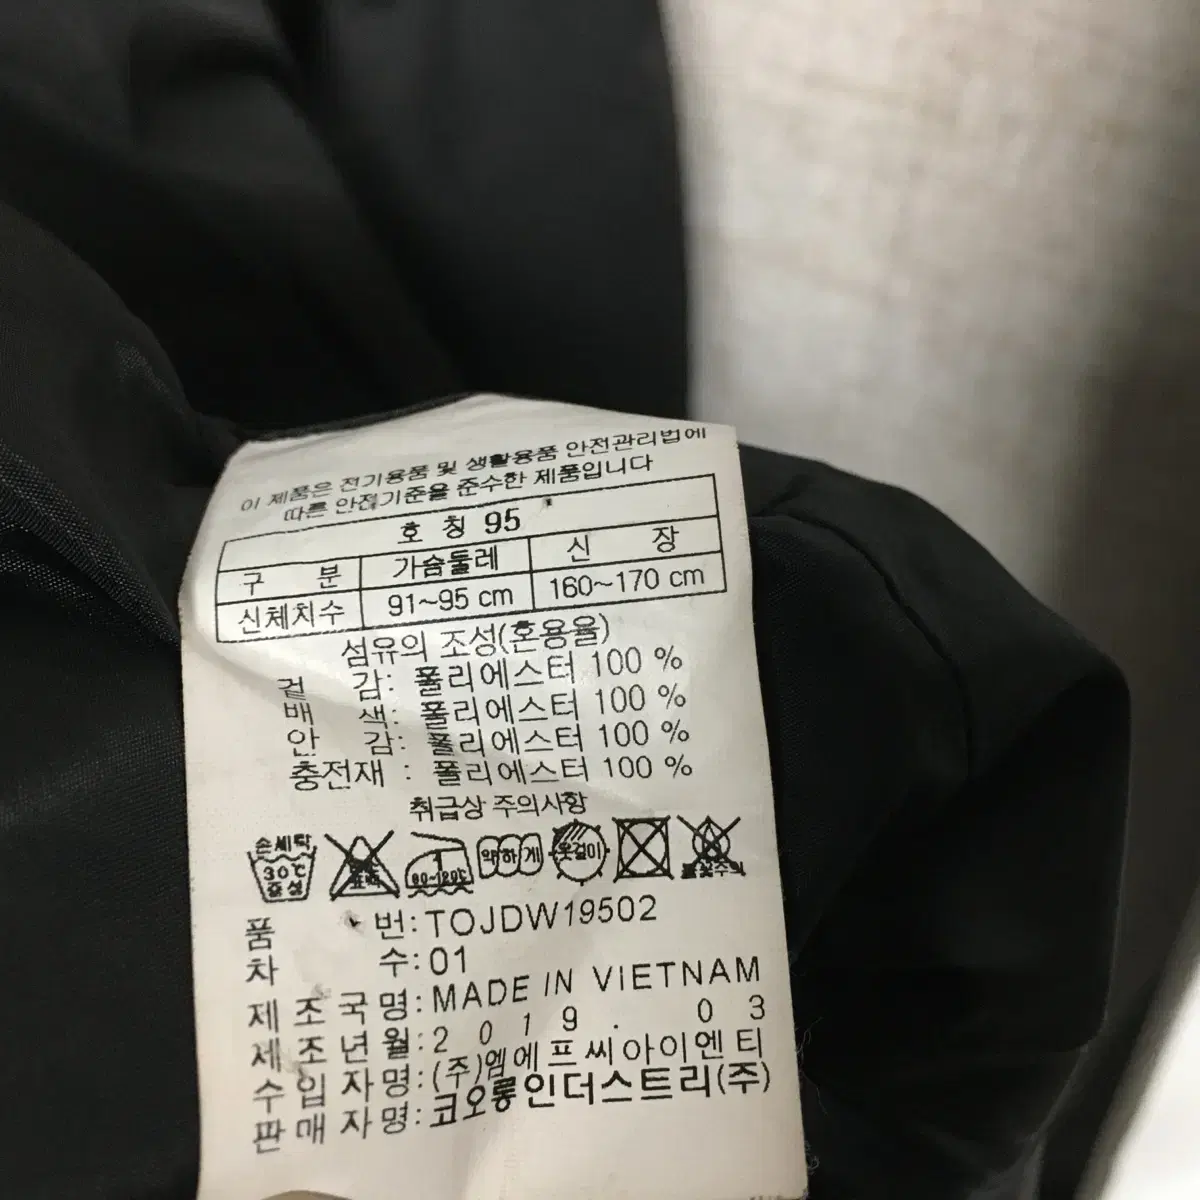 이 제품은 전기용품 및 생활용품 안전관리법에
따른 안전기준을 준수한 제품입니다
호 칭 95
구 분 가슴둘레 신 장
신체치수 91~95 cm 160~170 cm
섬유의 조성(혼용율)
겉 감: 폴리에스터 100 %
배 색: 폴리에스터 100 %
안 감: 폴리에스터 100 %
충전재 : 폴리에스터 100 %
취급상 주의사항
손세탁 30℃ 중성 표백 80~120℃ 약하게 옷걸이 불꽃주의
품 번: TOJDW19502
차 수: 01
제 조 국 명: MADE IN VIETNAM
제 조 년 월: 2 0 1 9 . 0 3
수 입 자 명: (주)엠에프씨아이엔티
판 매 자 명: 코오롱인더스트리(주)